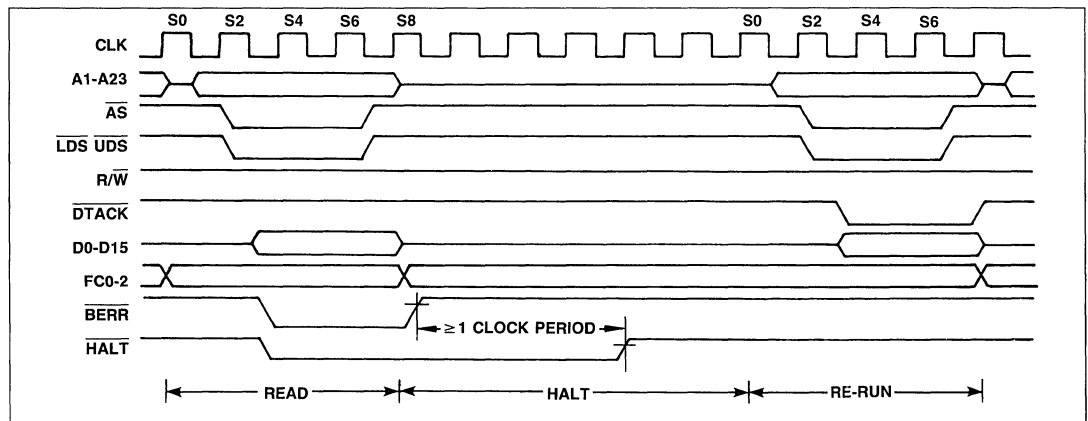 S0 S2 S4 S6 S8 S0 S2 S4 S6
CLK
A1-A23
AS
LDS UDS
R/W
DTACK
D0-D15
FC0-2
BERR
≥1 CLOCK PERIOD
HALT
READ HALT RE-RUN